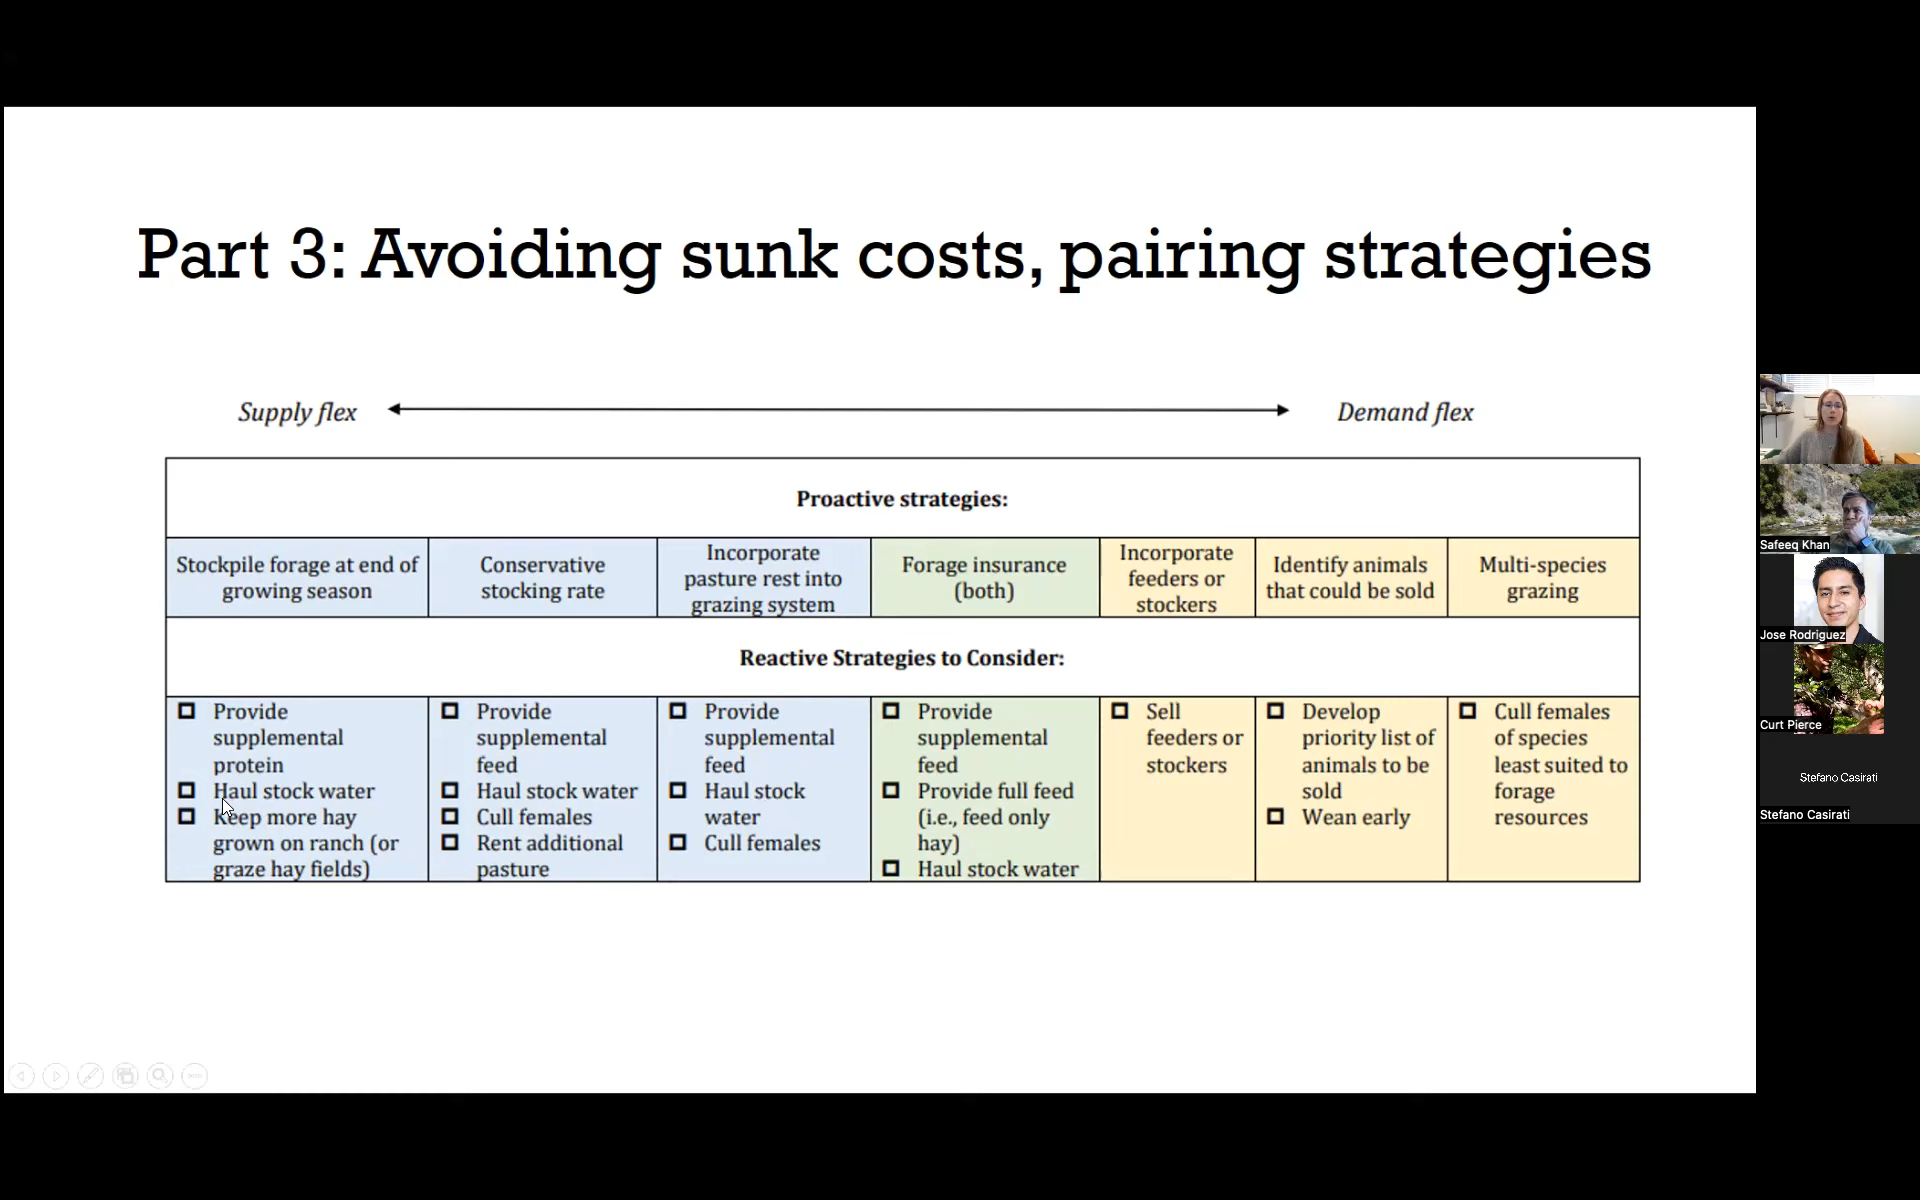 Part 3: Avoiding sunk costs, pairing strategies
Supply flex
Demand flex
Proactive strategies:
Stockpile forage at end of
growing season
Conservative
stocking rate
Incorporate
pasture rest into
grazing system
Forage insurance
(both)
Incorporate
feeders or
stockers
Identify animals
that could be sold
Multi-species
grazing
Reactive Strategies to Consider:
Provide
supplemental
protein
Haul stock water
Keep more hay
grown on ranch (or
graze hay fields)
Provide
supplemental
feed
Haul stock water
Cull females
Rent additional
pasture
Provide
supplemental
feed
Haul stock
water
Cull females
Provide
supplemental
feed
Provide full feed
(i.e., feed only
hay)
Haul stock water
Sell
feeders or
stockers
Develop
priority list of
animals to be
sold
Wean early
Cull females
of species
least suited to
forage
resources
Safeeq Khan
Jose Rodriguez
Curt Pierce
Stefano Casirati
Stefano Casirati